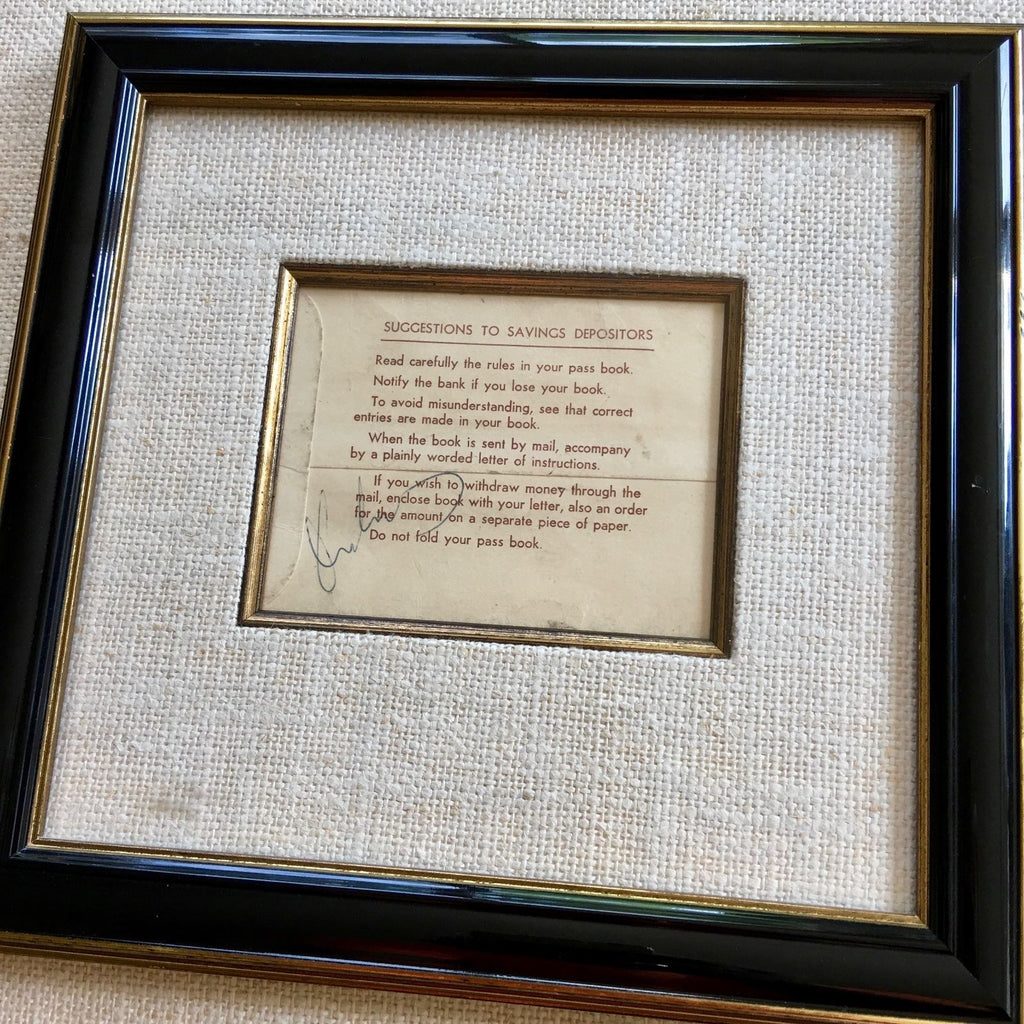 SUGGESTIONS TO SAVINGS DEPOSITORS
Read carefully the rules in your pass book.
Notify the bank if you lose your book.
To avoid misunderstanding, see that correct
entries are made in your book.
When the book is sent by mail, accompany
by a plainly worded letter of instructions.
If you wish to withdraw money through the
mail, enclose book with your letter, also an order
for the amount on a separate piece of paper.
Do not fold your pass book.